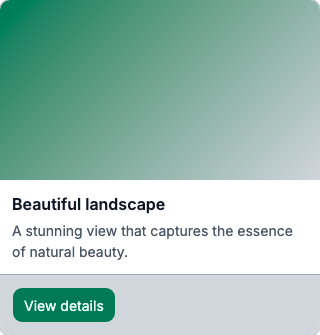 Beautiful landscape
A stunning view that captures the essence
of natural beauty.
View details